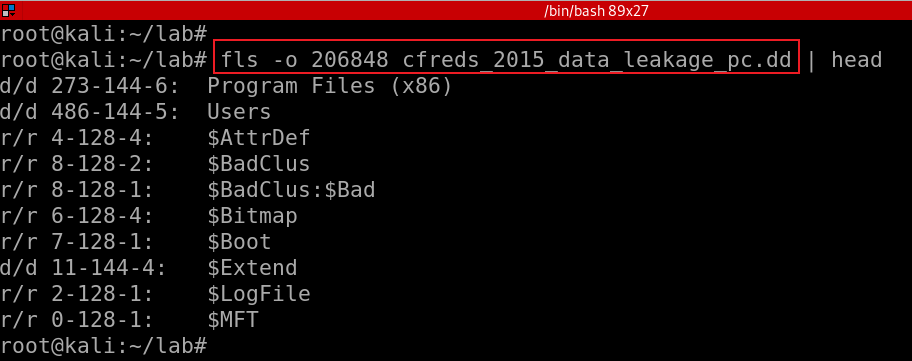 /bin/bash 89x27
root@kali:~/lab#
root@kali:~/lab# fls -o 206848 cfreds_2015_data_leakage_pc.dd | head
d/d 273-144-6:	Program Files (x86)
d/d 486-144-5:	Users
r/r 4-128-4:	$AttrDef
r/r 8-128-2:	$BadClus
r/r 8-128-1:	$BadClus:$Bad
r/r 6-128-4:	$Bitmap
r/r 7-128-1:	$Boot
d/d 11-144-4:	$Extend
r/r 2-128-1:	$LogFile
r/r 0-128-1:	$MFT
root@kali:~/lab#